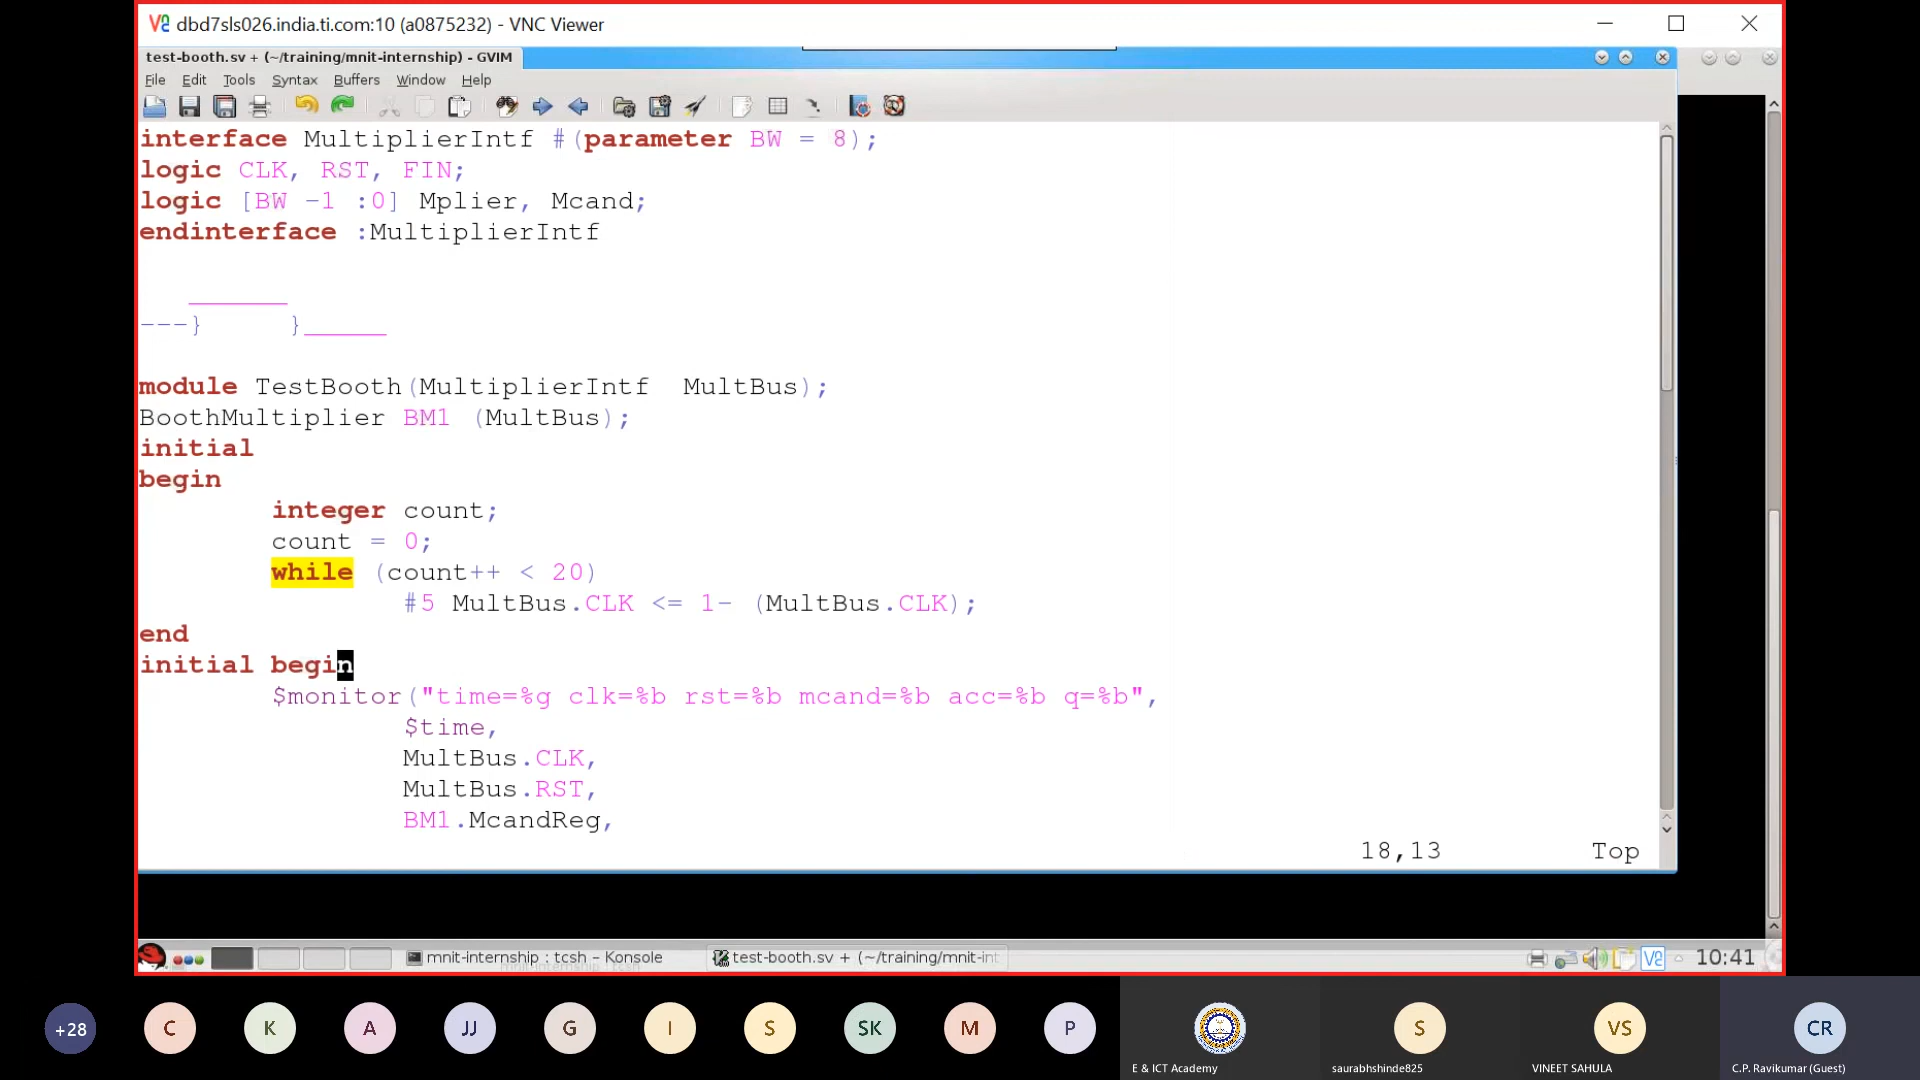 dbd7sls026.india.ti.com:10 (a0875232) - VNC Viewer
test-booth.sv + (~/training/mnit-internship) - GVIM
File Edit Tools Syntax Buffers Window Help
interface MultiplierIntf #(parameter BW = 8);
logic CLK, RST, FIN;
logic [BW -1 :0] Mplier, Mcand;
endinterface :MultiplierIntf
______
---} }_____
module TestBooth(MultiplierIntf  MultBus);
BoothMultiplier BM1 (MultBus);
initial
begin
integer count;
count = 0;
while (count++ < 20)
#5 MultBus.CLK <= 1- (MultBus.CLK);
end
initial begin
$monitor("time=%g clk=%b rst=%b mcand=%b acc=%b q=%b",
$time,
MultBus.CLK,
MultBus.RST,
BM1.McandReg,
18,13 Top
mnit-internship : tcsh – Konsole test-booth.sv + (~/training/mnit-int 10:41
+28 C K A JJ G I S SK M P S VS CR
E & ICT Academy saurabhshinde825 VINEET SAHULA C.P. Ravikumar (Guest)